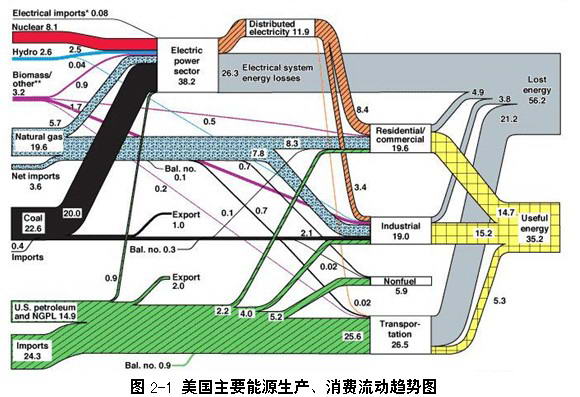 Electrical imports* 0.08
Nuclear 8.1
Hydro 2.6
2.5
0.04
Biomass/
other**
3.2
0.9
1.7
5.7
Natural gas
19.6
Net imports
3.6
Coal
22.6
20.0
0.4
Imports
U.S. petroleum
and NGPL 14.9
Imports
24.3
Electric
power
sector
38.2
Distributed
electricity 11.9
26.3
Electrical system
energy losses
Lost
energy
56.2
8.4
4.9
3.8
21.2
0.5
8.3
7.8
Bal. no.
0.1
0.2
0.7
0.7
0.1
Export
1.0
Bal. no. 0.3
2.1
0.9
Export
2.0
2.2
4.0
5.2
Bal. no. 0.9
25.6
3.4
0.02
0.02
Residential/
commercial
19.6
Industrial
19.0
Nonfuel
5.9
Transpor-
tation
26.5
14.7
15.2
5.3
Useful
energy
35.2
图 2-1 美国主要能源生产、消费流动趋势图